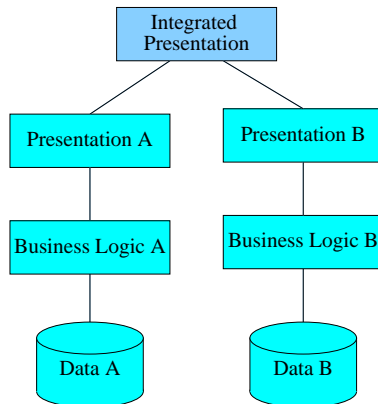 Integrated
Presentation
Presentation A
Presentation B
Business Logic A
Business Logic B
Data A
Data B